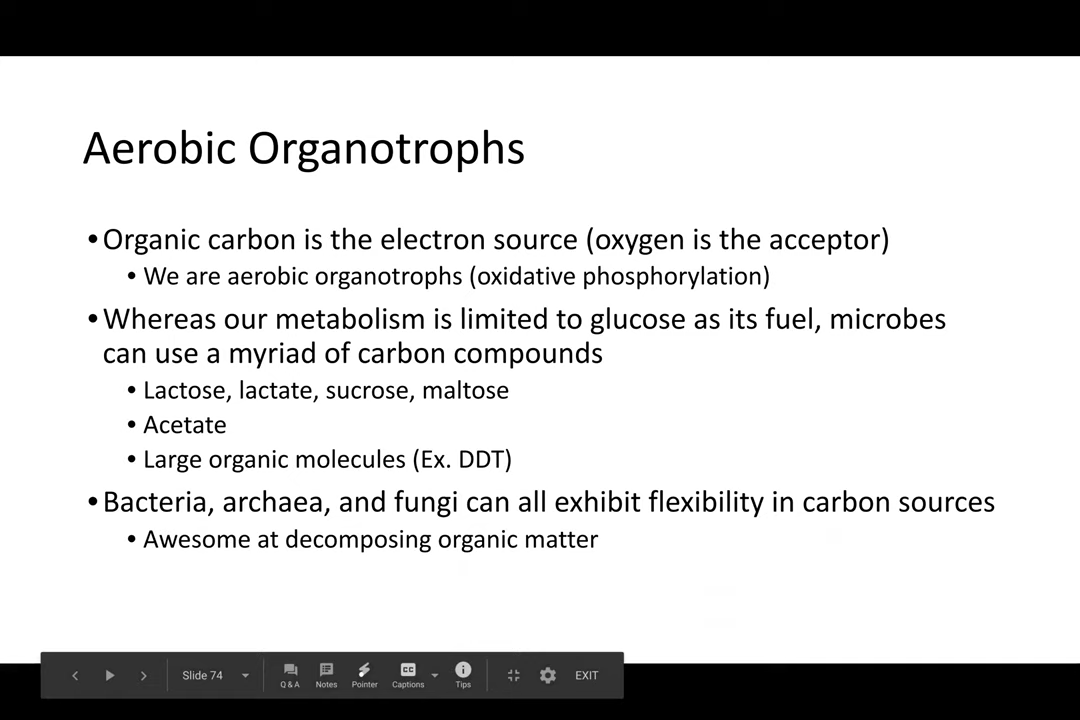 Aerobic Organotrophs
•Organic carbon is the electron source (oxygen is the acceptor)
• We are aerobic organotrophs (oxidative phosphorylation)
•Whereas our metabolism is limited to glucose as its fuel, microbes
can use a myriad of carbon compounds
• Lactose, lactate, sucrose, maltose
• Acetate
• Large organic molecules (Ex. DDT)
•Bacteria, archaea, and fungi can all exhibit flexibility in carbon sources
• Awesome at decomposing organic matter
Slide 74
Q & A
Notes
Pointer
CC
Captions
Tips
EXIT